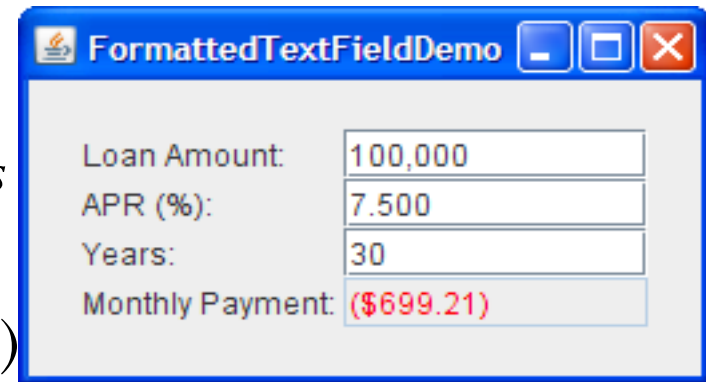 FormattedTextFieldDemo
s
Loan Amount: 100,000
APR (%): 7.500
Years: 30
Monthly Payment: ($699.21)
)